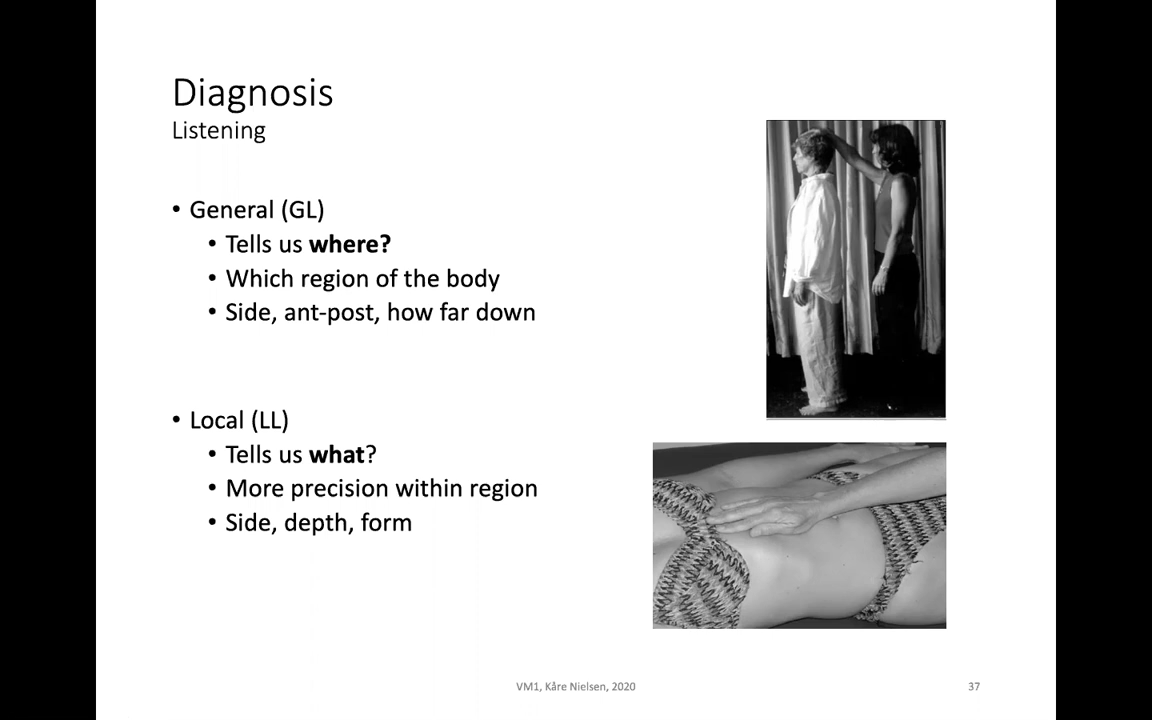 Diagnosis
Listening
• General (GL)
• Tells us where?
• Which region of the body
• Side, ant-post, how far down
• Local (LL)
• Tells us what?
• More precision within region
• Side, depth, form
VM1, Kåre Nielsen, 2020
37